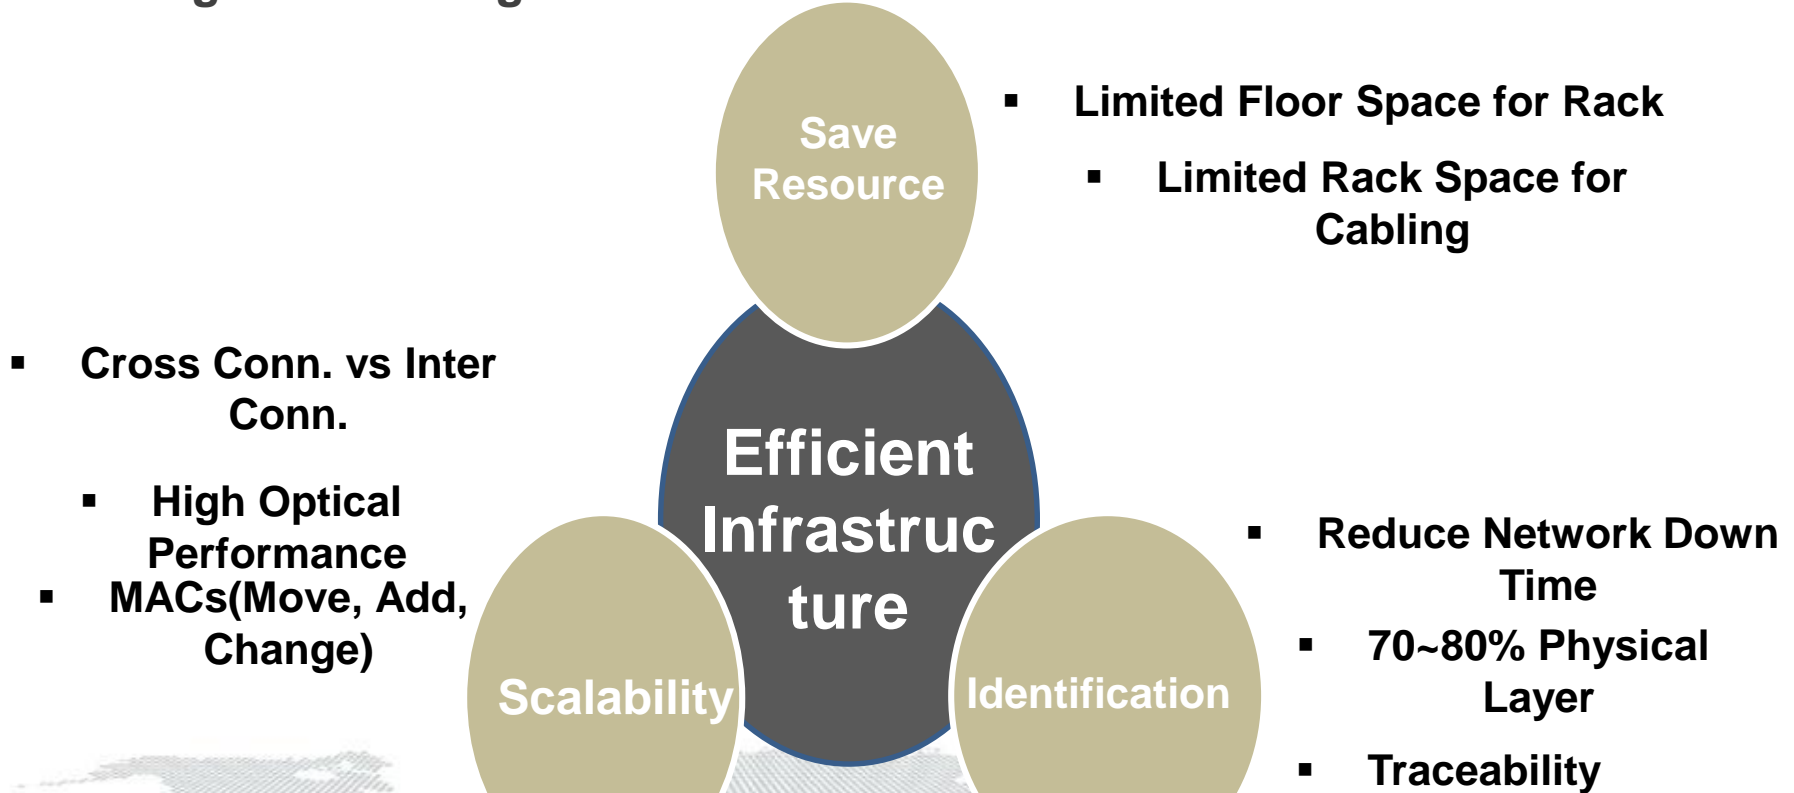 Save
Resource
▪ Limited Floor Space for Rack
▪ Limited Rack Space for
Cabling
▪ Cross Conn. vs Inter
Conn.
▪ High Optical
Performance
▪ MACs(Move, Add,
Change)
Efficient
Infrastruc
ture
Scalability
Identification
▪ Reduce Network Down
Time
▪ 70~80% Physical
Layer
▪ Traceability